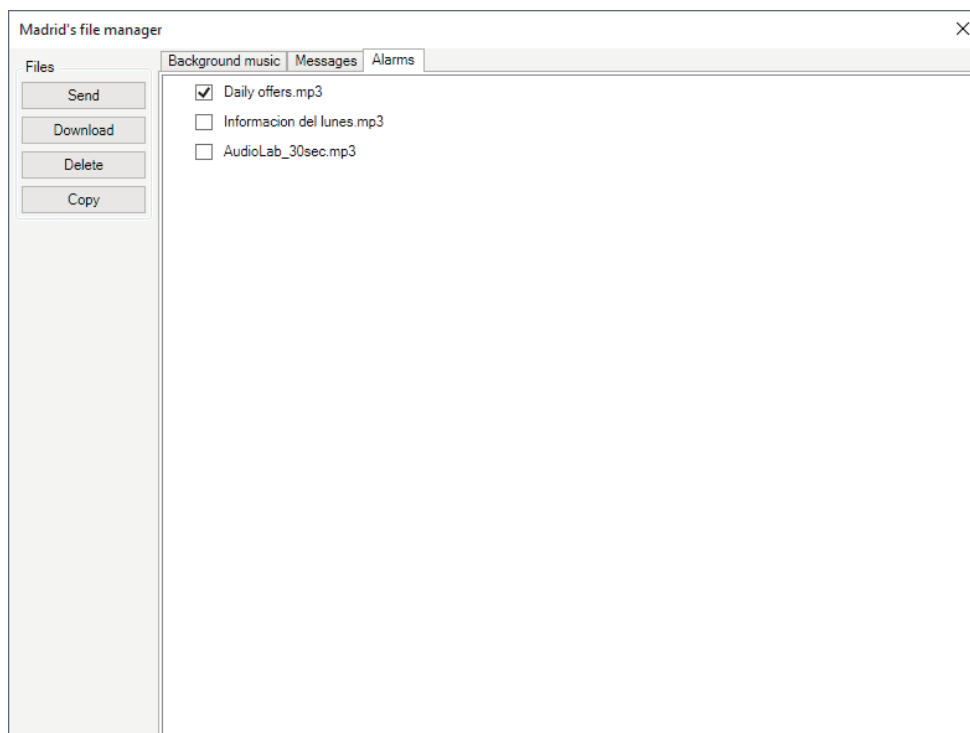 Madrid's file manager
Files
Send
Download
Delete
Copy
Background music
Messages
Alarms
Daily offers.mp3
Informacion del lunes.mp3
AudioLab_30sec.mp3